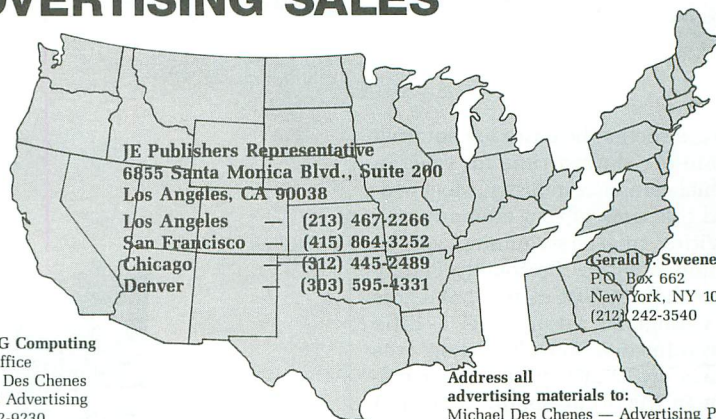 ADVERTISING SALES
JE Publishers Representative
6855 Santa Monica Blvd., Suite 200
Los Angeles, CA 90038
Los Angeles — (213) 467-2266
San Francisco — (415) 864-3252
Chicago — (312) 445-2489
Denver — (303) 595-4331
Gerald F. Sweene
P.O. Box 662
New York, NY 10
(212) 242-3540
G Computing
ffice
Des Chenes
Advertising
2-9230
Address all
advertising materials to:
Michael Des Chenes — Advertising P